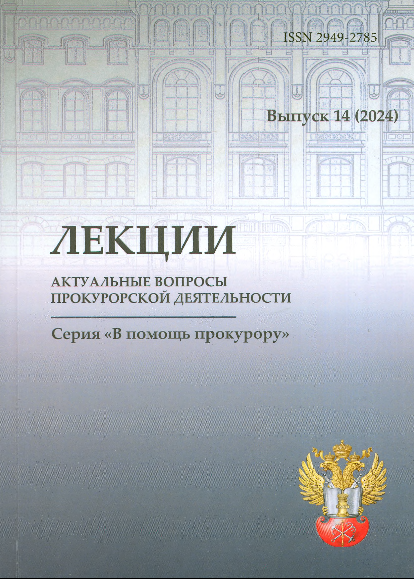 ISSN 2949-2785
Выпуск 14 (2024)
ЛЕКЦИИ
АКТУАЛЬНЫЕ ВОПРОСЫ
ПРОКУРОРСКОЙ ДЕЯТЕЛЬНОСТИ
Серия «В помощь прокурору»